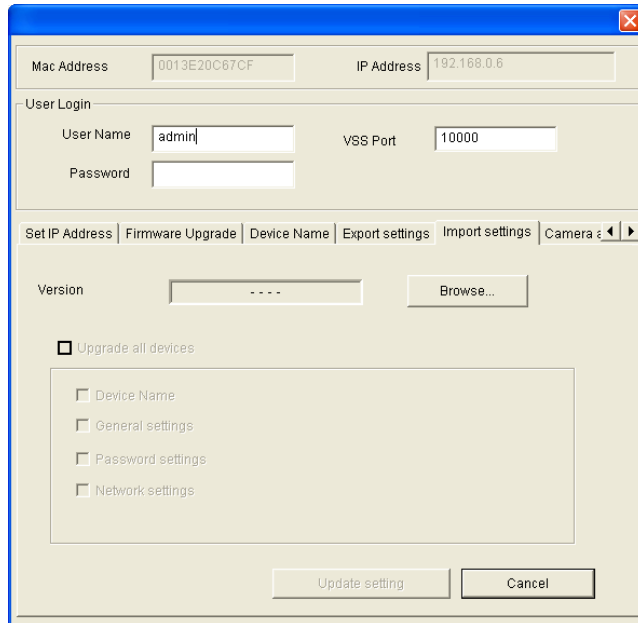 Mac Address 0013E20C67CF IP Address 192.168.0.6
User Login
User Name admin VSS Port 10000
Password
Set IP Address Firmware Upgrade Device Name Export settings Import settings Camera a
Version - - - - Browse...
Upgrade all devices
Device Name
General settings
Password settings
Network settings
Update setting Cancel